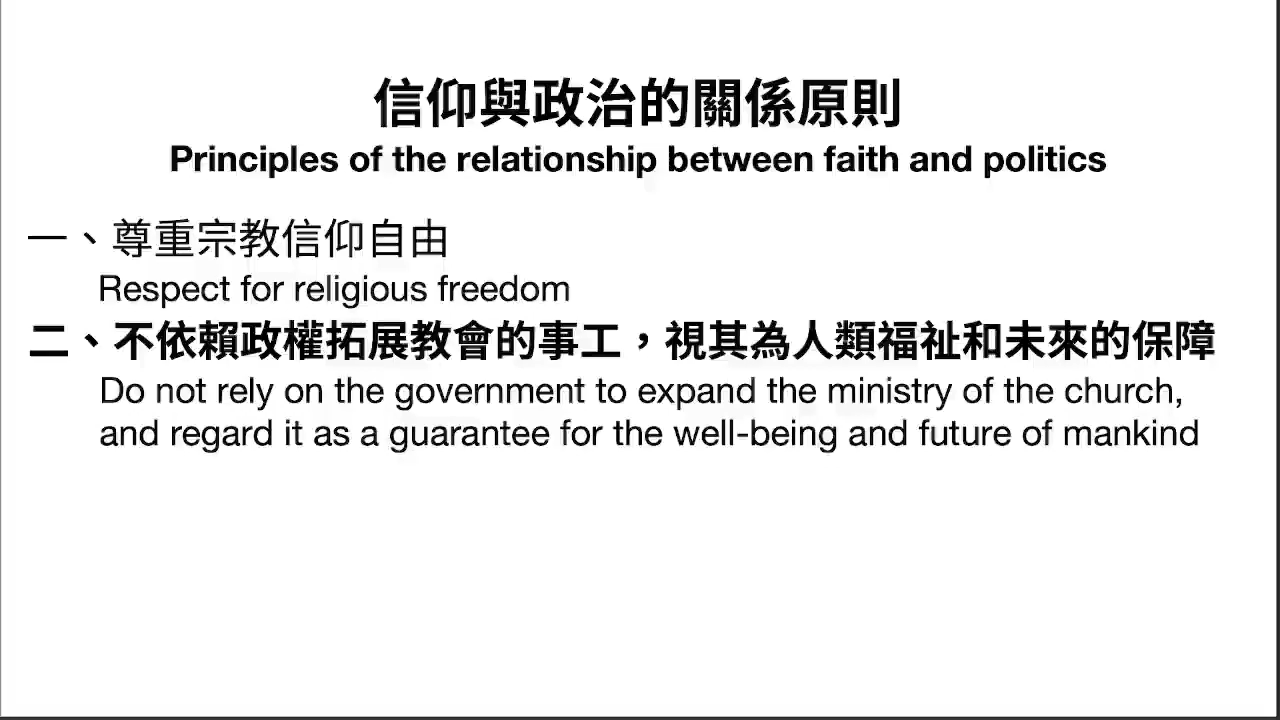 信仰與政治的關係原則
Principles of the relationship between faith and politics
一、尊重宗教信仰自由
Respect for religious freedom
二、不依賴政權拓展教會的事工，視其為人類福祉和未來的保障
Do not rely on the government to expand the ministry of the church,
and regard it as a guarantee for the well-being and future of mankind